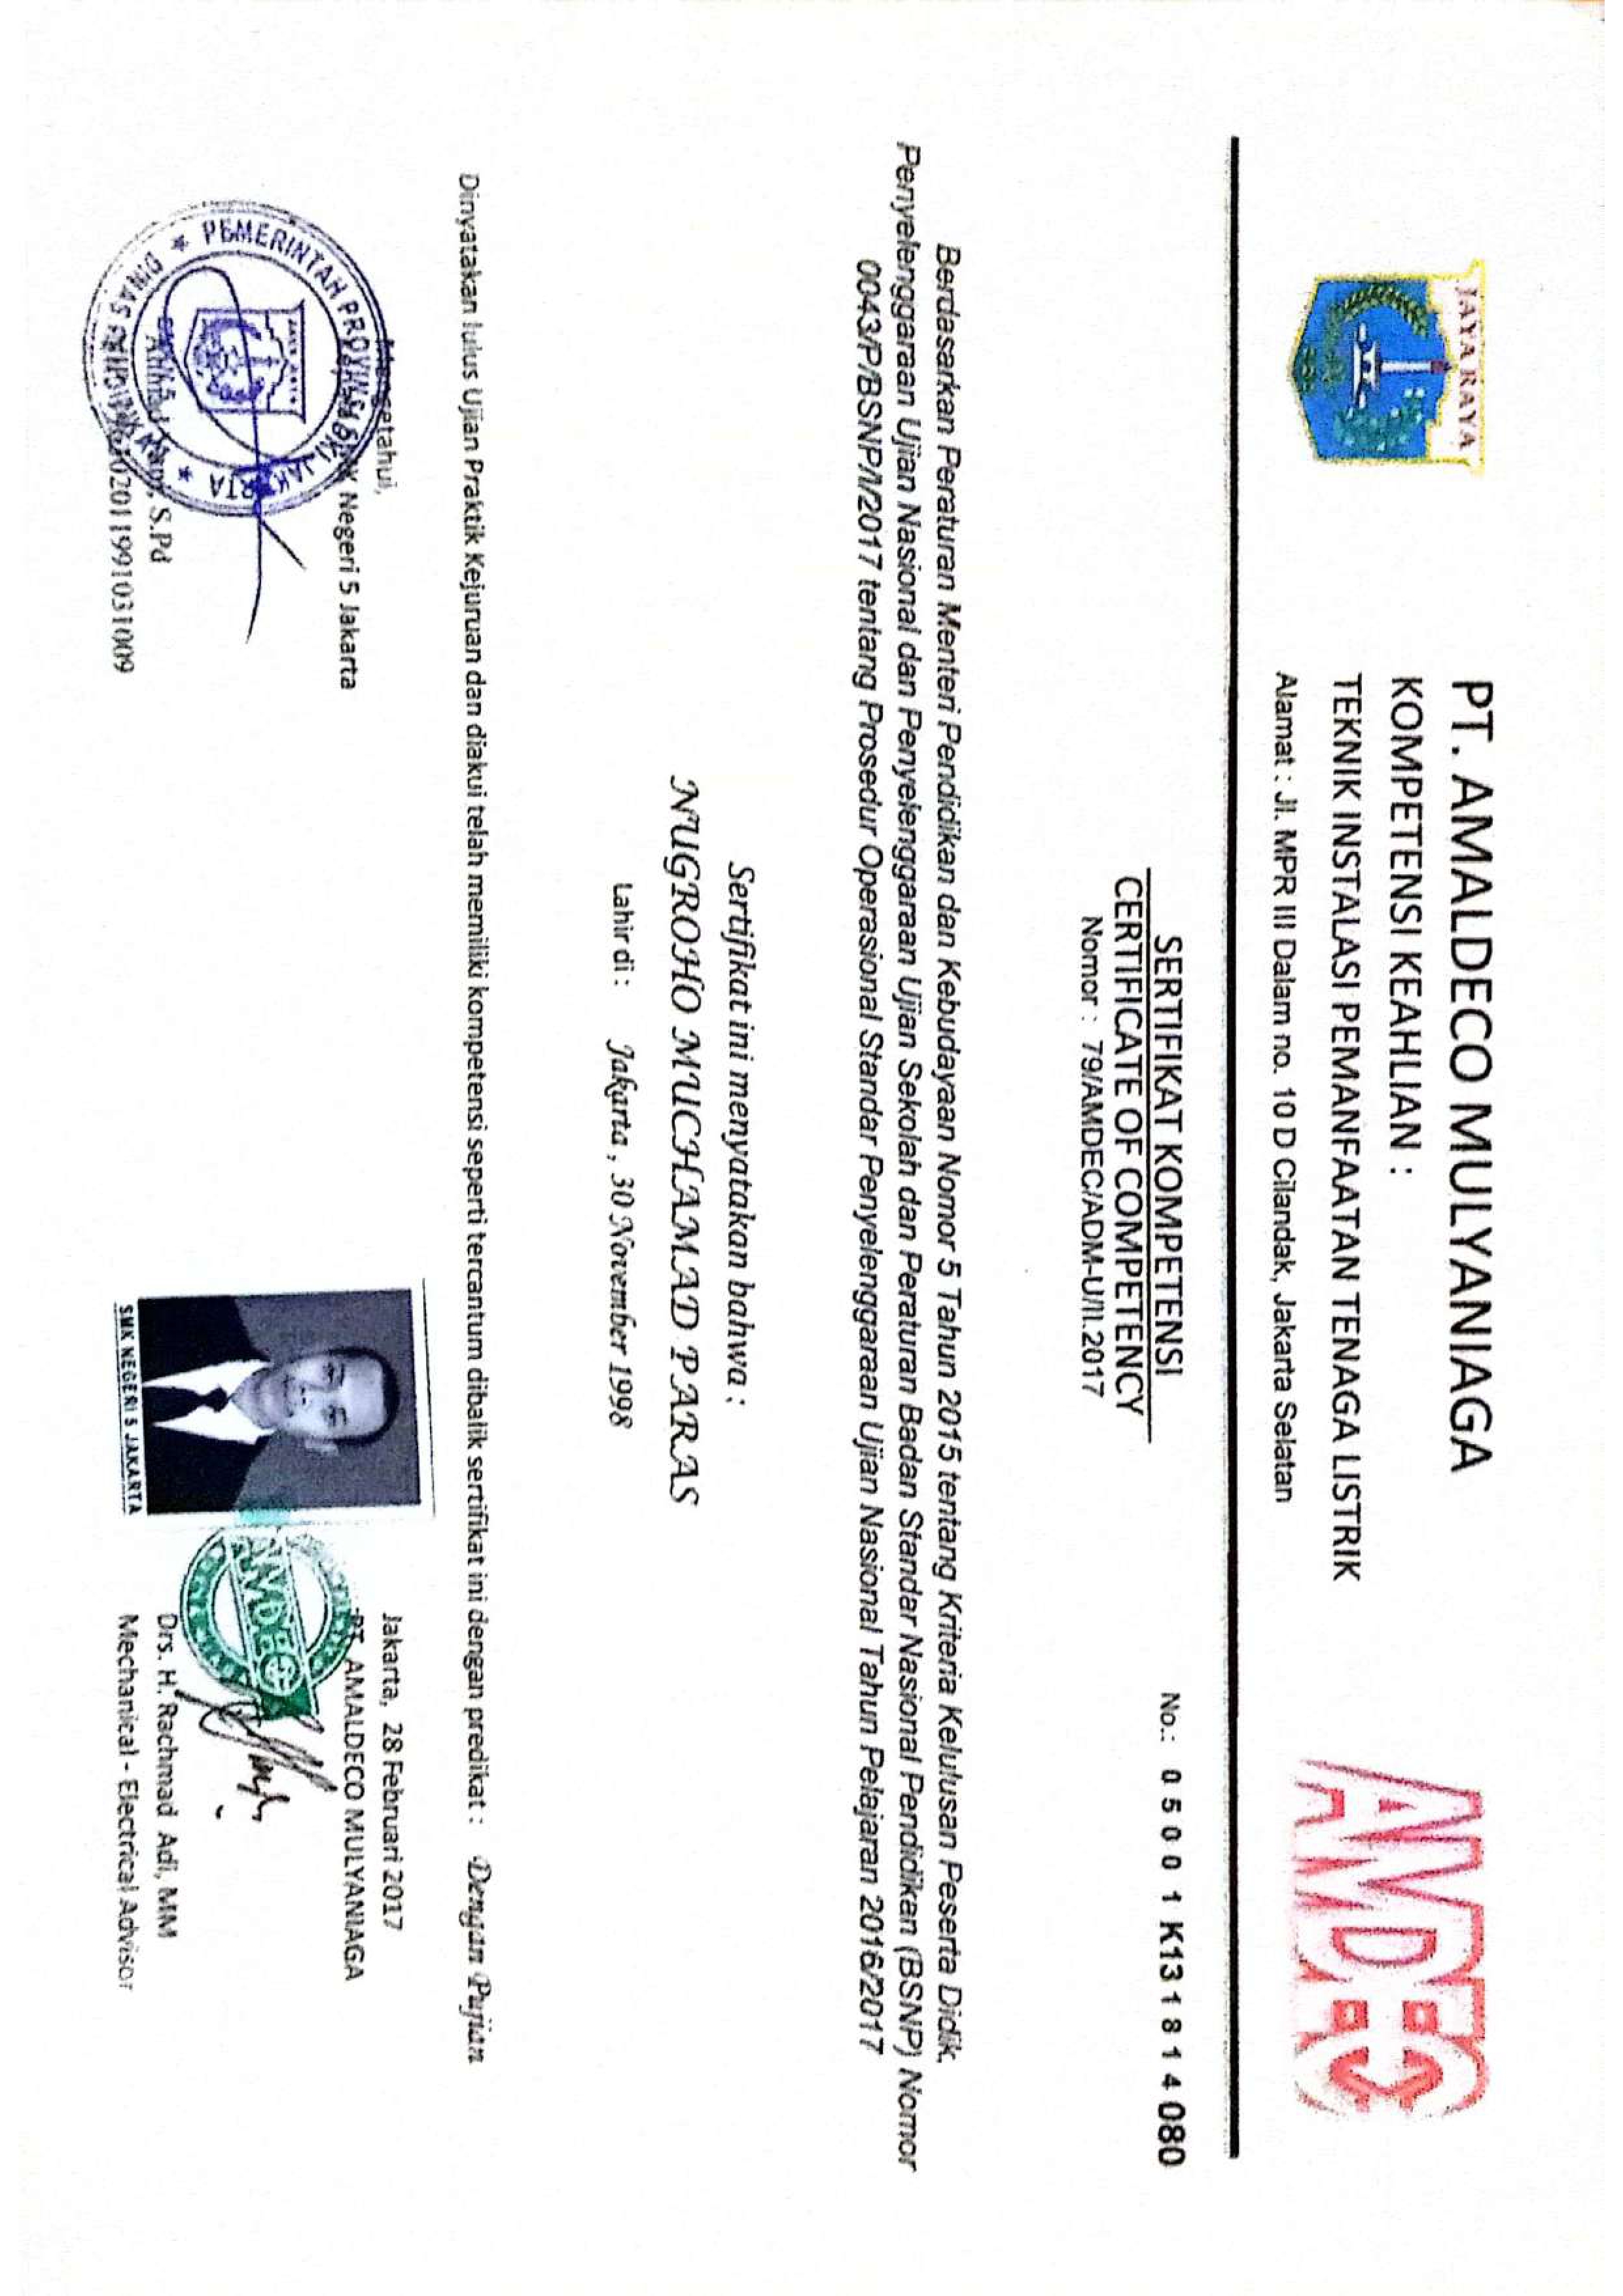 JAYA RAYA
PT. AMALDECO MULYANIAGA
KOMPETENSI KEAHLIAN :
TEKNIK INSTALASI PEMANFAATAN TENAGA LISTRIK
Alamat : Jl. MPR III Dalam no. 10 D Cilandak, Jakarta Selatan
AMDEC
SERTIFIKAT KOMPETENSI
No.: 0 5 0 0 1 K13 1 8 1 4 080
CERTIFICATE OF COMPETENCY
Nomor : 79/AMDEC/ADM-U/II.2017
Berdasarkan Peraturan Menteri Pendidikan dan Kebudayaan Nomor 5 Tahun 2015 tentang Kriteria Kelulusan Peserta Didik,
Penyelenggaraan Ujian Nasional dan Penyelenggaraan Ujian Sekolah dan Peraturan Badan Standar Nasional Pendidikan (BSNP) Nomor
0043/P/BSNP/I/2017 tentang Prosedur Operasional Standar Penyelenggaraan Ujian Nasional Tahun Pelajaran 2016/2017
Sertifikat ini menyatakan bahwa :
NUGROHO MUCHAMAD PARAS
Lahir di : Jakarta , 30 November 1998
Dinyatakan lulus Ujian Praktik Kejuruan dan diakui telah memiliki kompetensi seperti tercantum dibalik sertifikat ini dengan predikat : Dengan Pujian
Mengetahui,
Kepala SMK Negeri 5 Jakarta
PEMERINTAH PROVINSI DKI JAKARTA
JAYA RAYA
DINAS PENDIDIKAN
Ahmad Yani, S.Pd
196102011991031009
SMK NEGERI 5 JAKARTA
Jakarta, 28 Februari 2017
PT. AMALDECO MULYANIAGA
AMDEC
Drs. H. Rachmad Adi, MM
Mechanical - Electrical Advisor